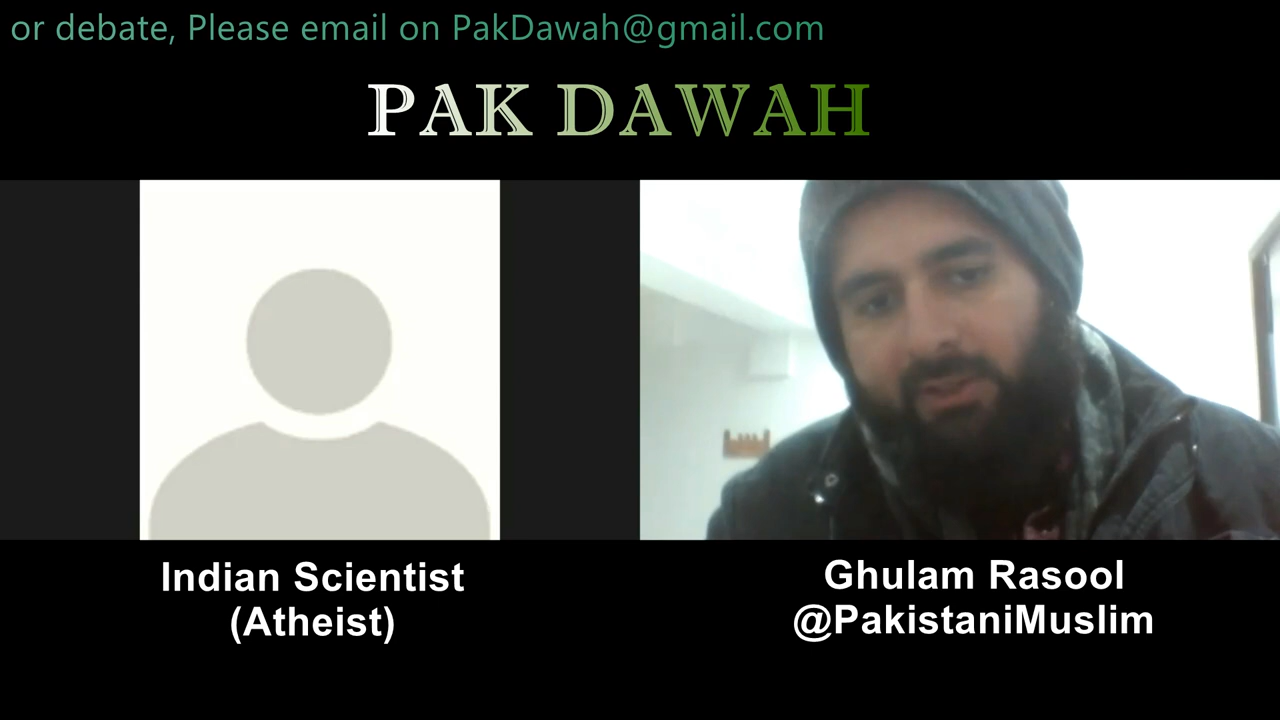 or debate, Please email on PakDawah@gmail.com
PAK DAWAH
Indian Scientist
(Atheist)
Ghulam Rasool
@PakistaniMuslim